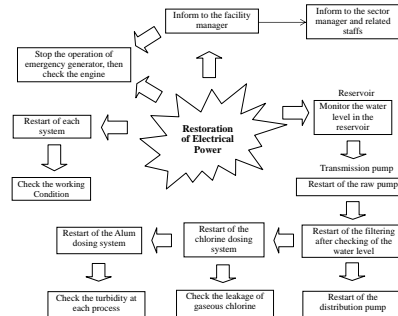 Inform to the facility
manager
Inform to the sector
manager and related
staffs
Stop the operation of
emergency generator, then
check the engine
Restart of each
system
Check the working
Condition
Restoration
of Electrical
Power
Reservoir
Monitor the water
level in the
reservoir
Transmission pump
Restart of the raw pump
Restart of the filtering
after checking of the
water level
Restart of the
distribution pump
Restart of the
chlorine dosing
system
Check the leakage of
gaseous chlorine
Restart of the Alum
dosing system
Check the turbidity at
each process